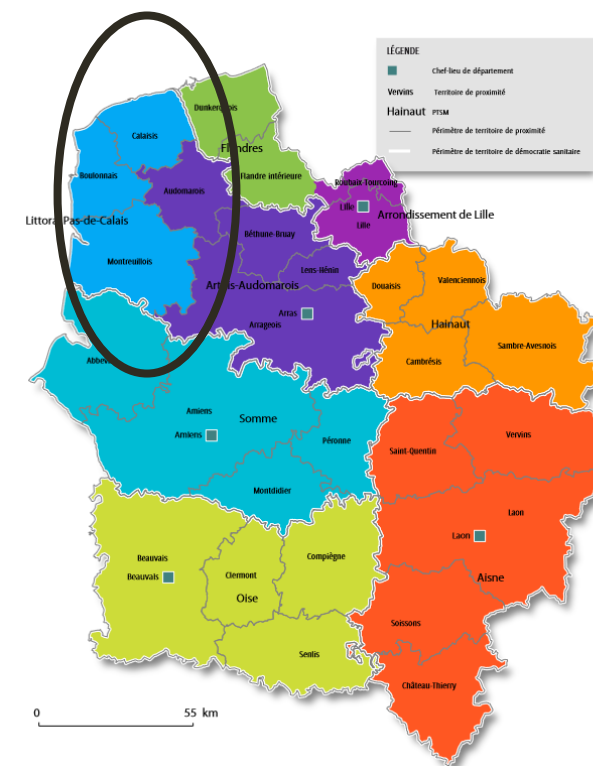 LÉGENDE
Chef-lieu de département
Vervins Territoire de proximité
Hainaut PTSM
Périmètre de territoire de proximité
Périmètre de territoire de démocratie sanitaire
Dunkerquois
Calaisis
Flandres
Boulonnais
Flandre intérieure
Audomarois
Roubaix-Tourcoing
Lille
Littoral Pas-de-Calais
Arrondissement de Lille
Lille
Béthune-Bruay
Montreuillois
Lens-Hénin
Valenciennois
Douaisis
Artois-Audomarois
Arras
Arrageois
Hainaut
Sambre-Avesnois
Cambrésis
Amiens
Somme
Amiens
Péronne
Vervins
Saint-Quentin
Montdidier
Laon
Laon
Beauvais
Compiègne
Beauvais
Clermont
Aisne
Oise
Soissons
Senlis
Château-Thierry
0 55 km